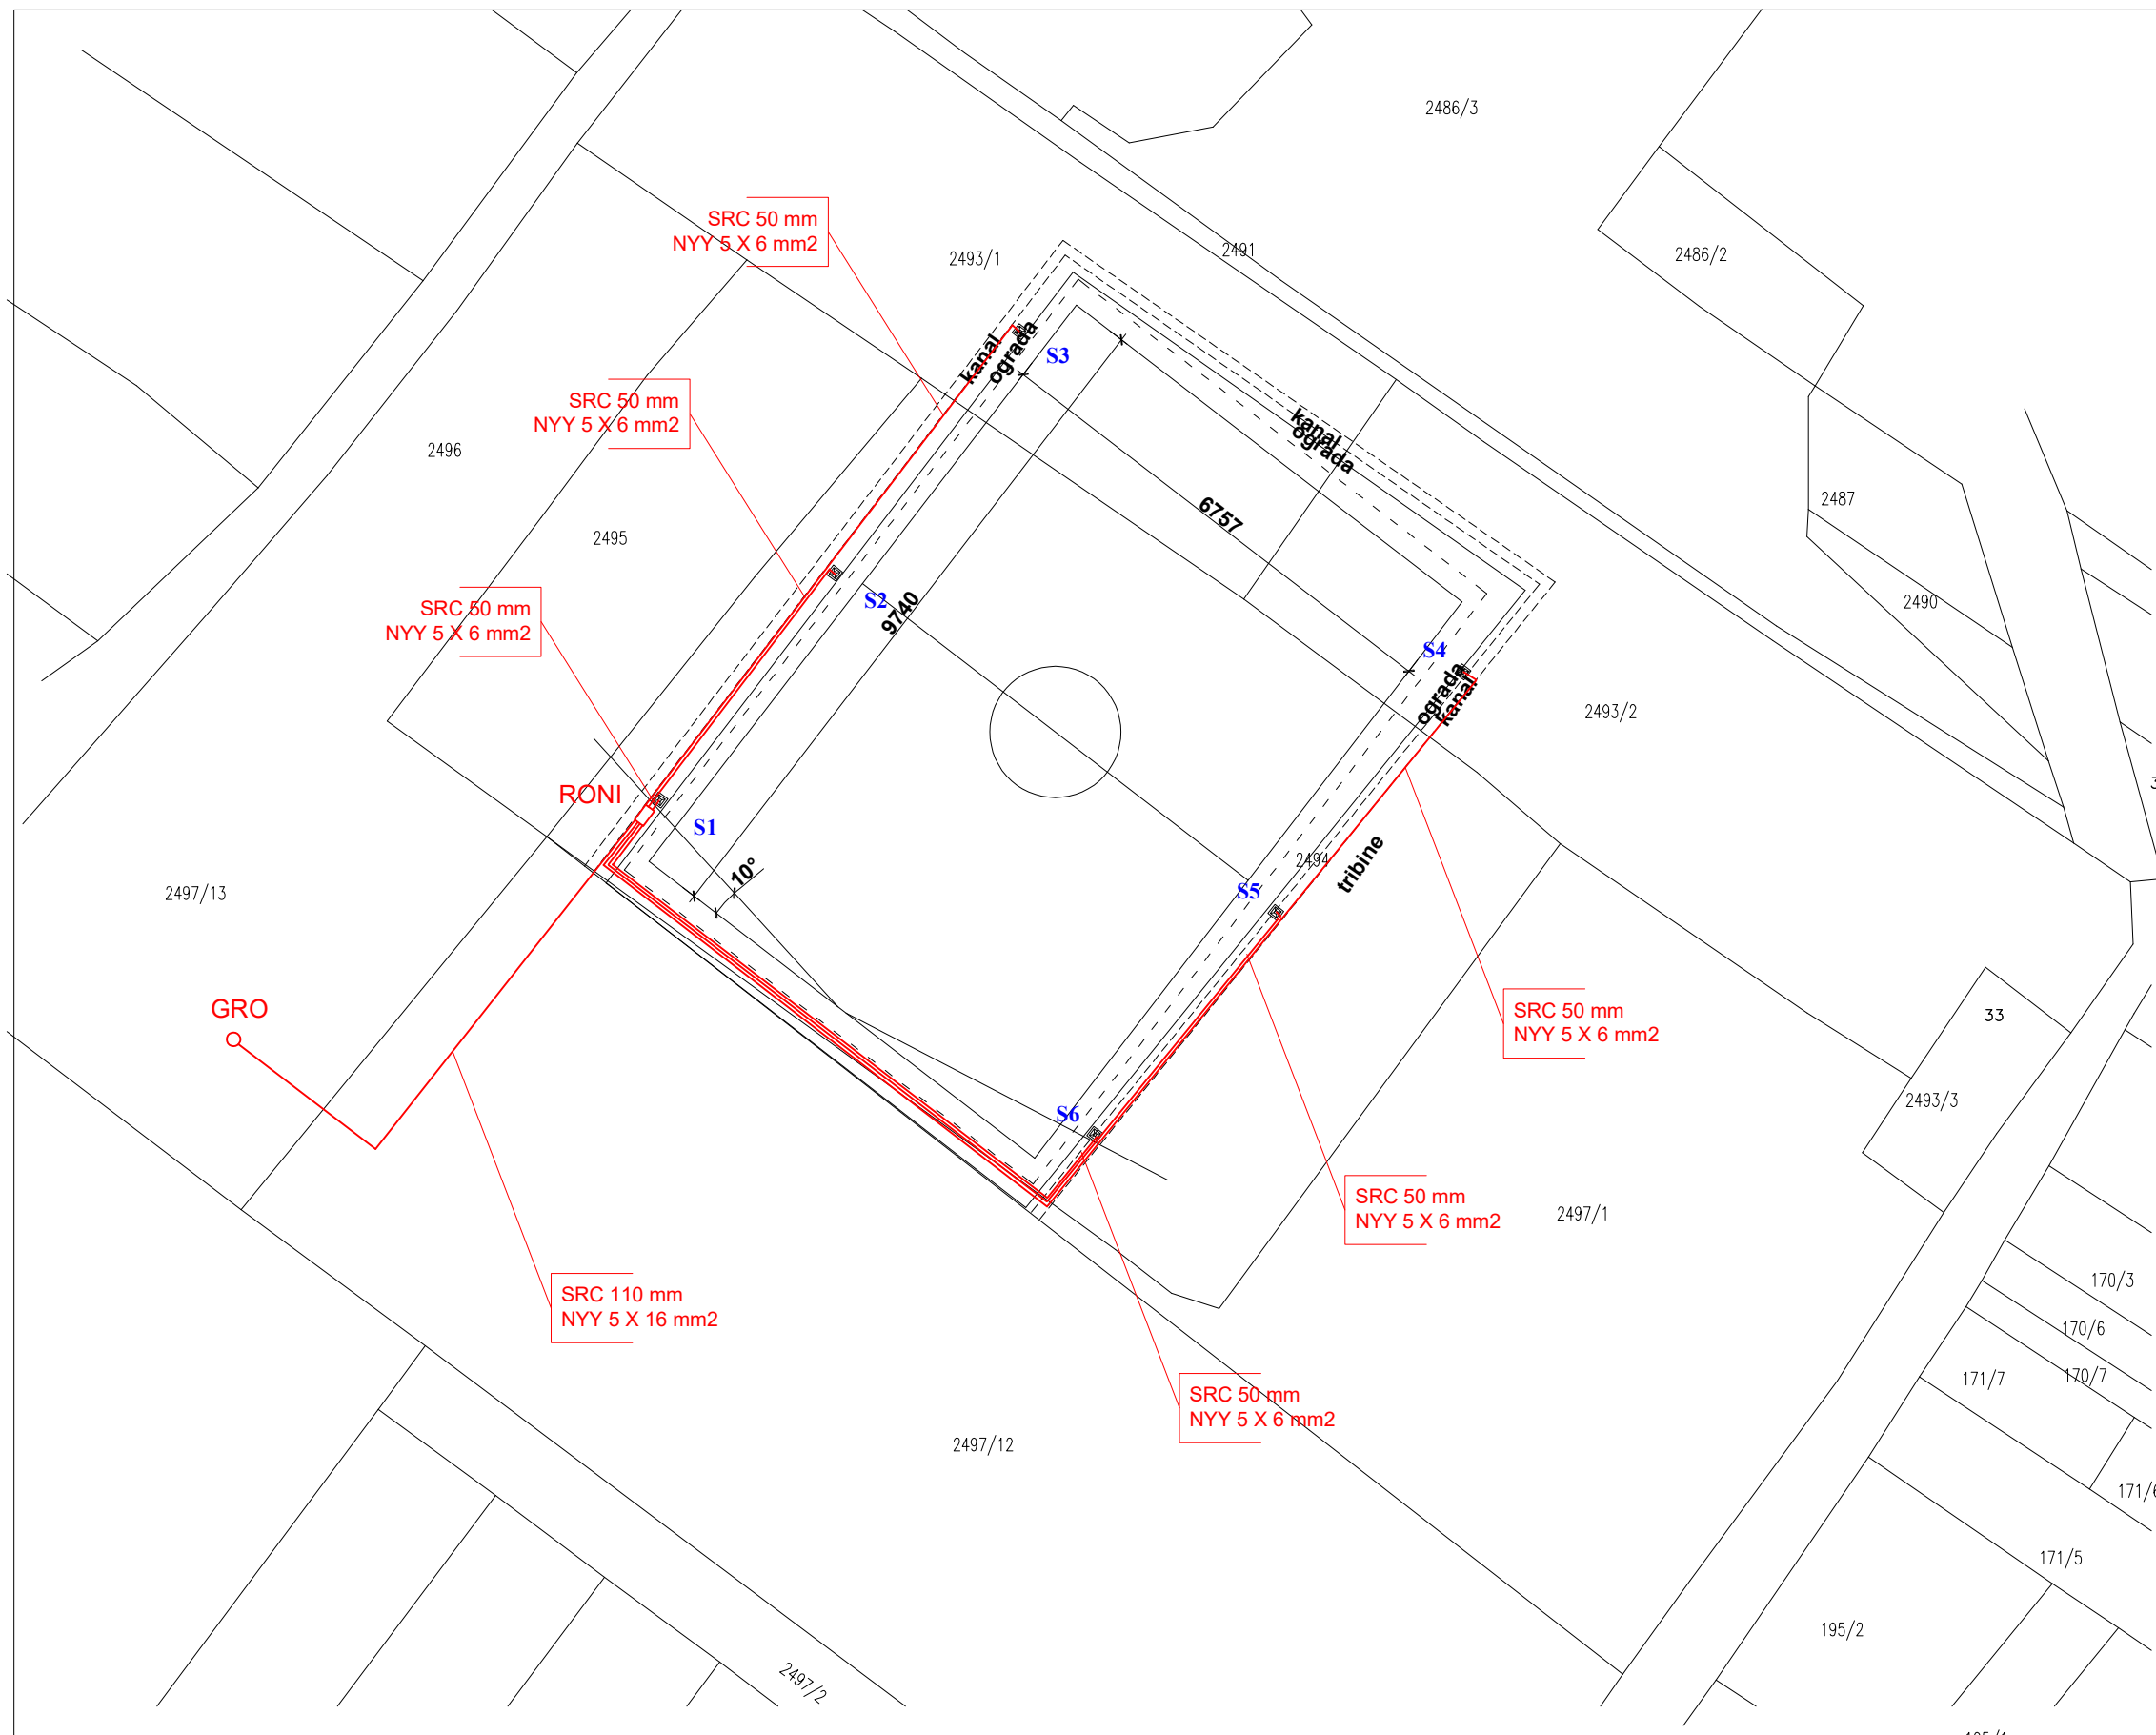 2486/3
SRC 50 mm
NYY 5 X 6 mm2
2493/1
2491
2486/2
kanal
ograda
S3
kanal
ograda
SRC 50 mm
NYY 5 X 6 mm2
2496
2495
6757
2487
2490
S2
9740
SRC 50 mm
NYY 5 X 6 mm2
S4
ograda
kanal
2493/2
RONI
S1
10°
2494
tribine
S5
2497/13
GRO
SRC 50 mm
NYY 5 X 6 mm2
33
2493/3
S6
SRC 50 mm
NYY 5 X 6 mm2
2497/1
170/3
SRC 110 mm
NYY 5 X 16 mm2
170/6
170/7
171/7
SRC 50 mm
NYY 5 X 6 mm2
2497/12
171/6
171/5
195/2
2497/2